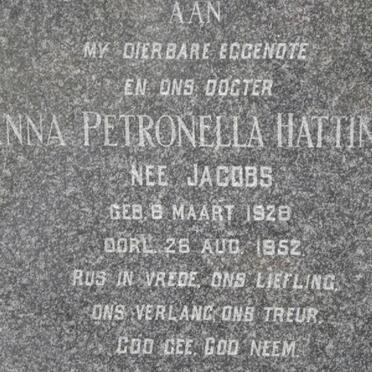 AAN
MY DIERBARE EGGENOTE
EN ONS DOGTER
ENNA PETRONELLA HATTIN
NEE JACOBS
GEB. 8 MAART 1928
OORL. 26 AUG. 1952.
RUS IN VREDE, ONS LIEFLING,
ONS VERLANG, ONS TREUR,
GOD GEE, GOD NEEM.